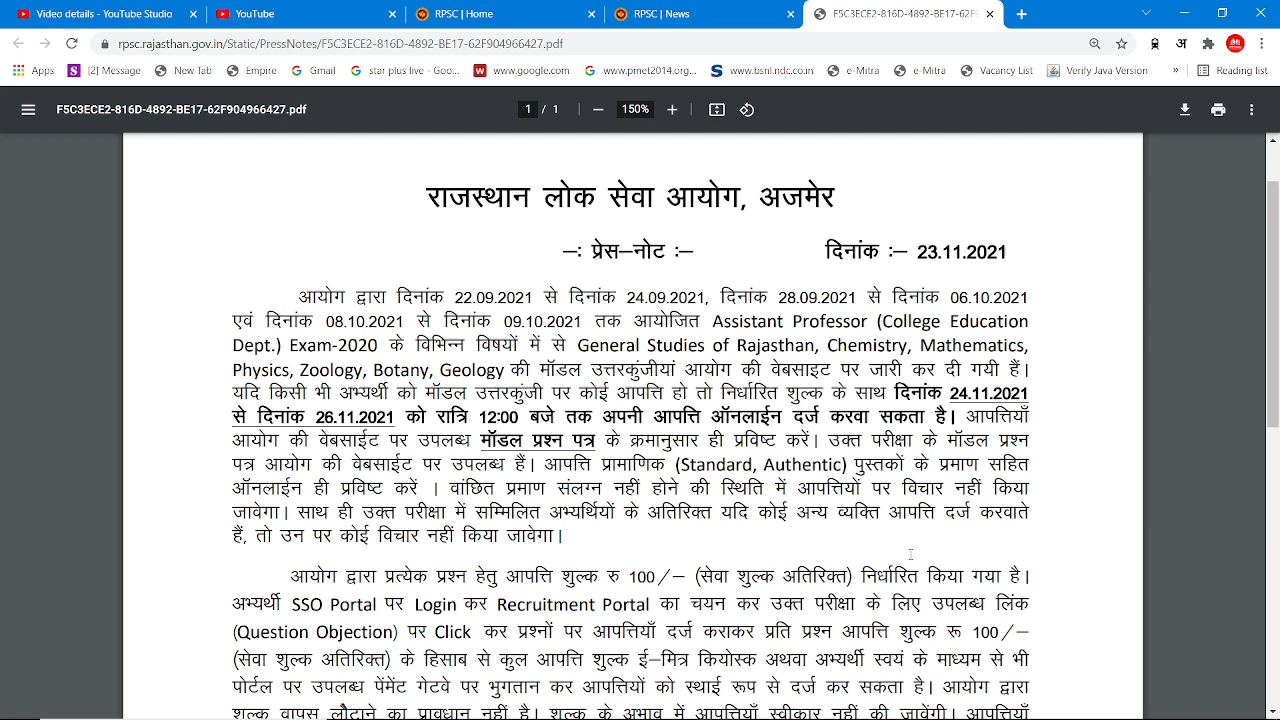 Video details - YouTube Studio
YouTube
RPSC | Home
RPSC | News
F5C3ECE2-816D-4892-BE17-62F9
rpsc.rajasthan.gov.in/Static/PressNotes/F5C3ECE2-816D-4892-BE17-62F904966427.pdf
अ
Apps
[2] Message
New Tab
Empire
Gmail
star plus live - Goo...
www.google.com
www.pmet2014.org...
www.bsnl.indc.co.in
e-Mitra
e-Mitra
Vacancy List
Verify Java Version
»
Reading list
F5C3ECE2-816D-4892-BE17-62F904966427.pdf
1 / 1
150%
राजस्थान लोक सेवा आयोग, अजमेर
–: प्रेस–नोट :– दिनांक :– 23.11.2021
आयोग द्वारा दिनांक 22.09.2021 से दिनांक 24.09.2021, दिनांक 28.09.2021 से दिनांक 06.10.2021
एवं दिनांक 08.10.2021 से दिनांक 09.10.2021 तक आयोजित Assistant Professor (College Education
Dept.) Exam-2020 के विभिन्न विषयों में से General Studies of Rajasthan, Chemistry, Mathematics,
Physics, Zoology, Botany, Geology की मॉडल उत्तरकुंजीयां आयोग की वेबसाइट पर जारी कर दी गयी हैं।
यदि किसी भी अभ्यर्थी को मॉडल उत्तरकुंजी पर कोई आपत्ति हो तो निर्धारित शुल्क के साथ दिनांक 24.11.2021
से दिनांक 26.11.2021 को रात्रि 12:00 बजे तक अपनी आपत्ति ऑनलाईन दर्ज करवा सकता है। आपत्तियाँ
आयोग की वेबसाईट पर उपलब्ध मॉडल प्रश्न पत्र के क्रमानुसार ही प्रविष्ट करें। उक्त परीक्षा के मॉडल प्रश्न
पत्र आयोग की वेबसाईट पर उपलब्ध हैं। आपत्ति प्रामाणिक (Standard, Authentic) पुस्तकों के प्रमाण सहित
ऑनलाईन ही प्रविष्ट करें । वांछित प्रमाण संलग्न नहीं होने की स्थिति में आपत्तियों पर विचार नहीं किया
जावेगा। साथ ही उक्त परीक्षा में सम्मिलित अभ्यर्थियों के अतिरिक्त यदि कोई अन्य व्यक्ति आपत्ति दर्ज करवाते
हैं, तो उन पर कोई विचार नहीं किया जावेगा।
आयोग द्वारा प्रत्येक प्रश्न हेतु आपत्ति शुल्क रु 100/– (सेवा शुल्क अतिरिक्त) निर्धारित किया गया है।
अभ्यर्थी SSO Portal पर Login कर Recruitment Portal का चयन कर उक्त परीक्षा के लिए उपलब्ध लिंक
(Question Objection) पर Click कर प्रश्नों पर आपत्तियाँ दर्ज कराकर प्रति प्रश्न आपत्ति शुल्क रू 100/–
(सेवा शुल्क अतिरिक्त) के हिसाब से कुल आपत्ति शुल्क ई–मित्र कियोस्क अथवा अभ्यर्थी स्वयं के माध्यम से भी
पोर्टल पर उपलब्ध पेंमेंट गेटवे पर भुगतान कर आपत्तियों को स्थाई रूप से दर्ज कर सकता है। आयोग द्वारा
शुल्क वापस लौटाने का प्रावधान नहीं है। शुल्क के अभाव में आपत्तियाँ स्वीकार नहीं की जावेंगी। आपत्तियाँ